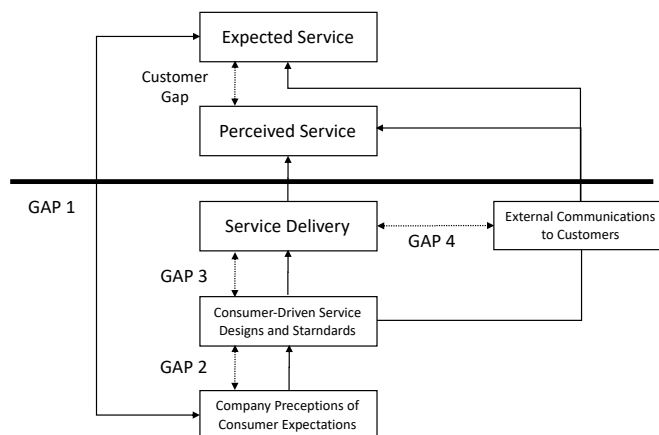 Expected Service
Customer
Gap
Perceived Service
GAP 1
Service Delivery
GAP 4
External Communications
to Customers
GAP 3
Consumer-Driven Service
Designs and Starndards
GAP 2
Company Preceptions of
Consumer Expectations